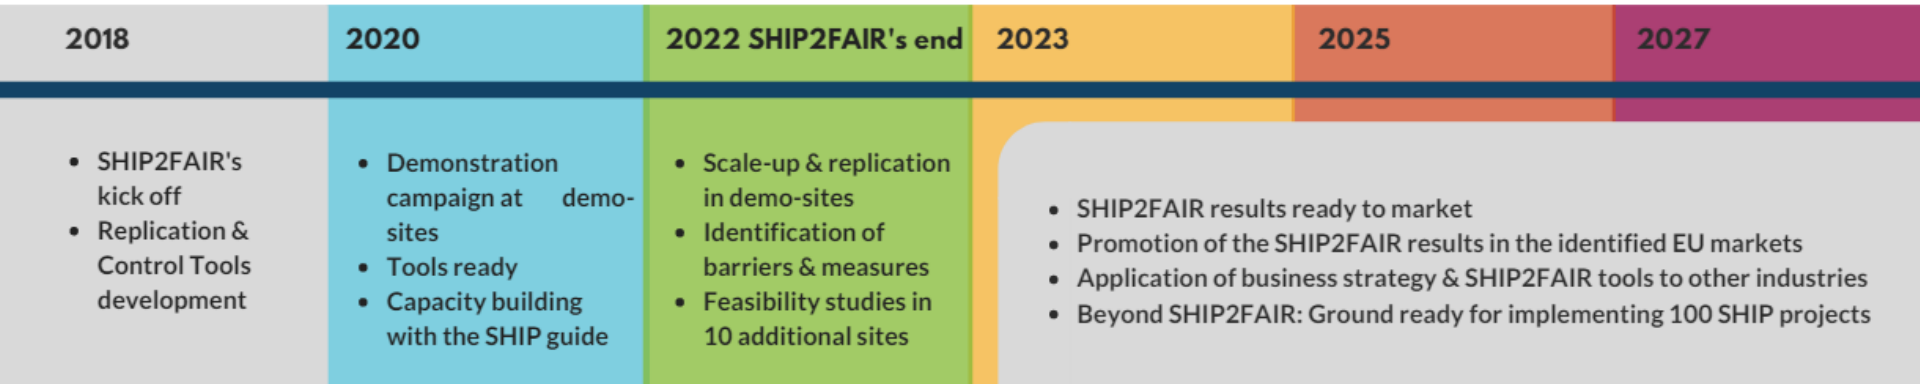 2018
2020
2022 SHIP2FAIR's end
2023
2025
2027
• SHIP2FAIR's
kick off
• Replication &
Control Tools
development
• Demonstration
campaign at demo-
sites
• Tools ready
• Capacity building
with the SHIP guide
• Scale-up & replication
in demo-sites
• Identification of
barriers & measures
• Feasibility studies in
10 additional sites
• SHIP2FAIR results ready to market
• Promotion of the SHIP2FAIR results in the identified EU markets
• Application of business strategy & SHIP2FAIR tools to other industries
• Beyond SHIP2FAIR: Ground ready for implementing 100 SHIP projects